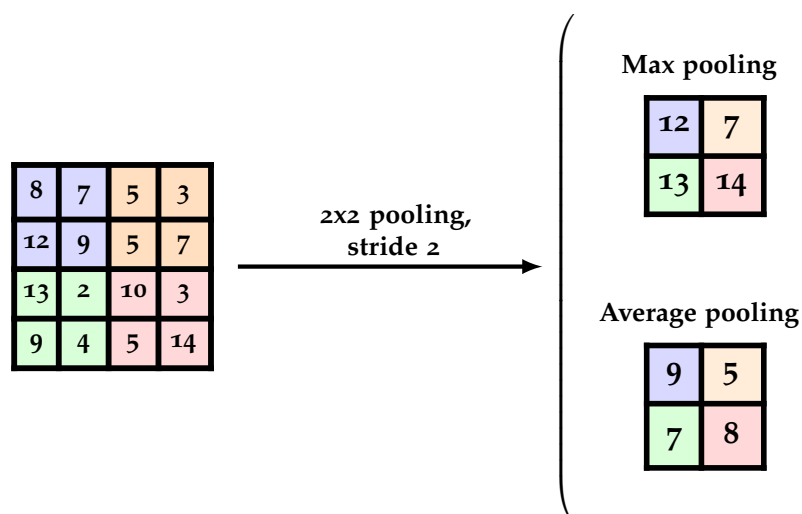 8 7 5 3
12 9 5 7
13 2 10 3
9 4 5 14
2x2 pooling,
stride 2
Max pooling
12 7
13 14
Average pooling
9 5
7 8